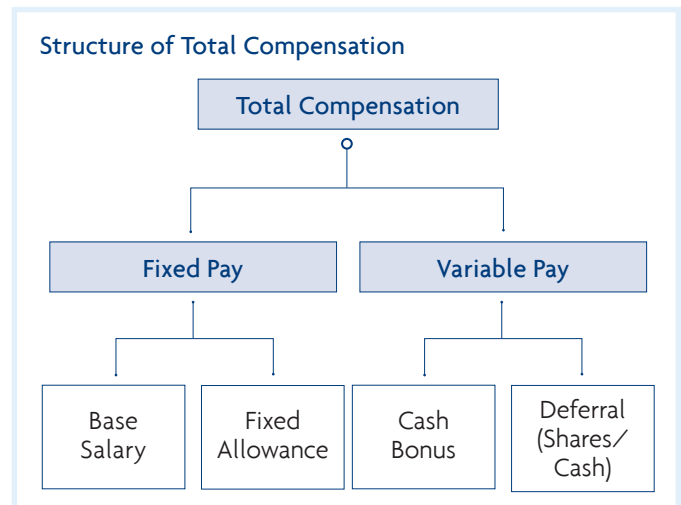 Structure of Total Compensation
Total Compensation
Fixed Pay
Variable Pay
Base
Salary
Fixed
Allowance
Cash
Bonus
Deferral
(Shares/
Cash)